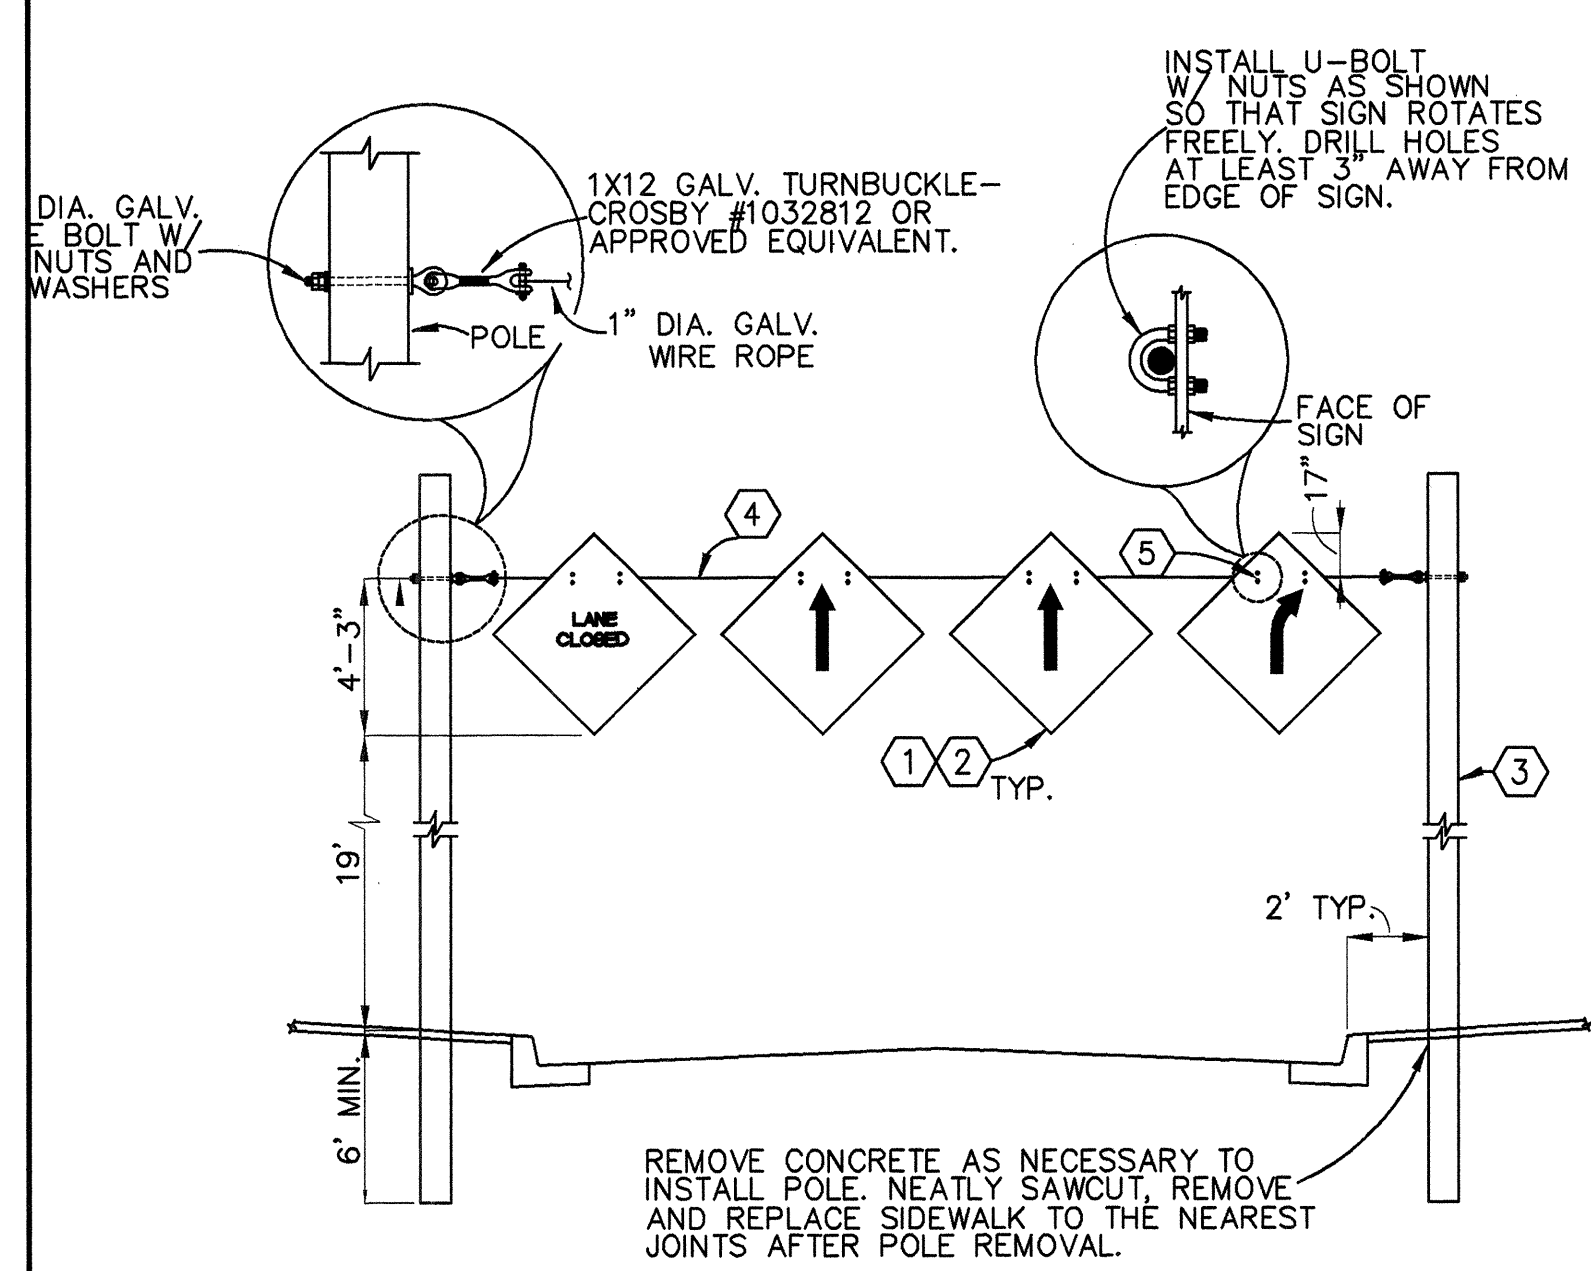 INSTALL U-BOLT
W/ NUTS AS SHOWN
SO THAT SIGN ROTATES
FREELY. DRILL HOLES
AT LEAST 3" AWAY FROM
EDGE OF SIGN.
1X12 GALV. TURNBUCKLE-
CROSBY #1032812 OR
APPROVED EQUIVALENT.
DIA. GALV.
E BOLT W/
NUTS AND
WASHERS
POLE
1" DIA. GALV.
WIRE ROPE
FACE OF
SIGN
17"
4
5
LANE
CLOSED
4'-3"
1
2
TYP.
3
19'
2' TYP.
6' MIN.
REMOVE CONCRETE AS NECESSARY TO
INSTALL POLE. NEATLY SAWCUT, REMOVE
AND REPLACE SIDEWALK TO THE NEAREST
JOINTS AFTER POLE REMOVAL.